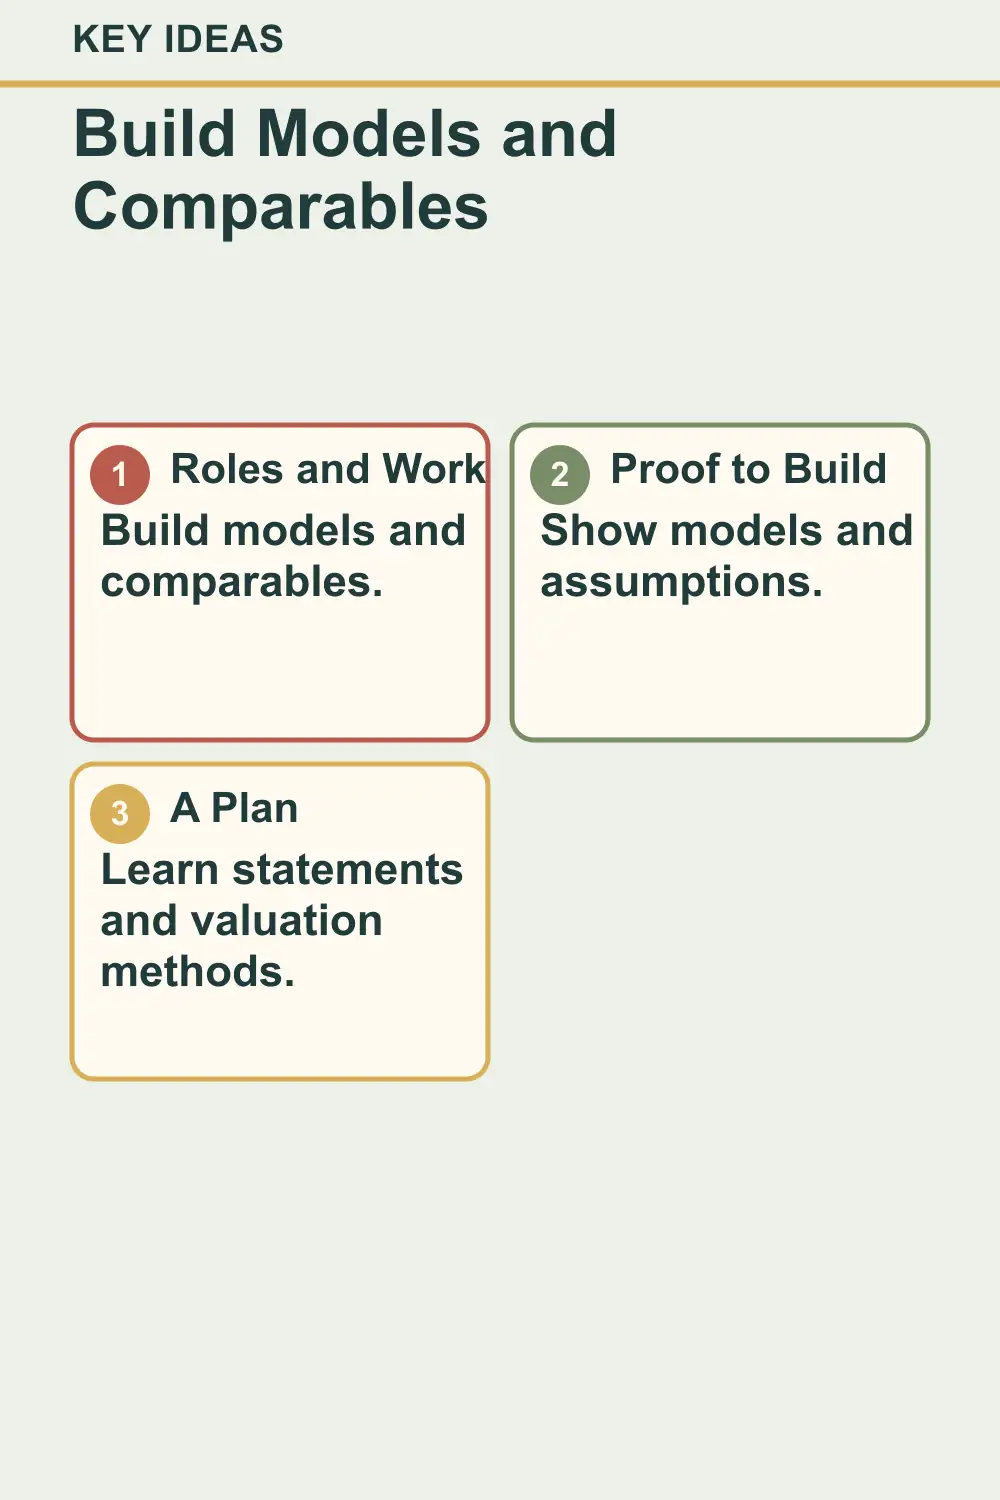 KEY IDEAS
Build Models and
Comparables
1 Roles and Work
Build models and
comparables.
2 Proof to Build
Show models and
assumptions.
3 A Plan
Learn statements
and valuation
methods.